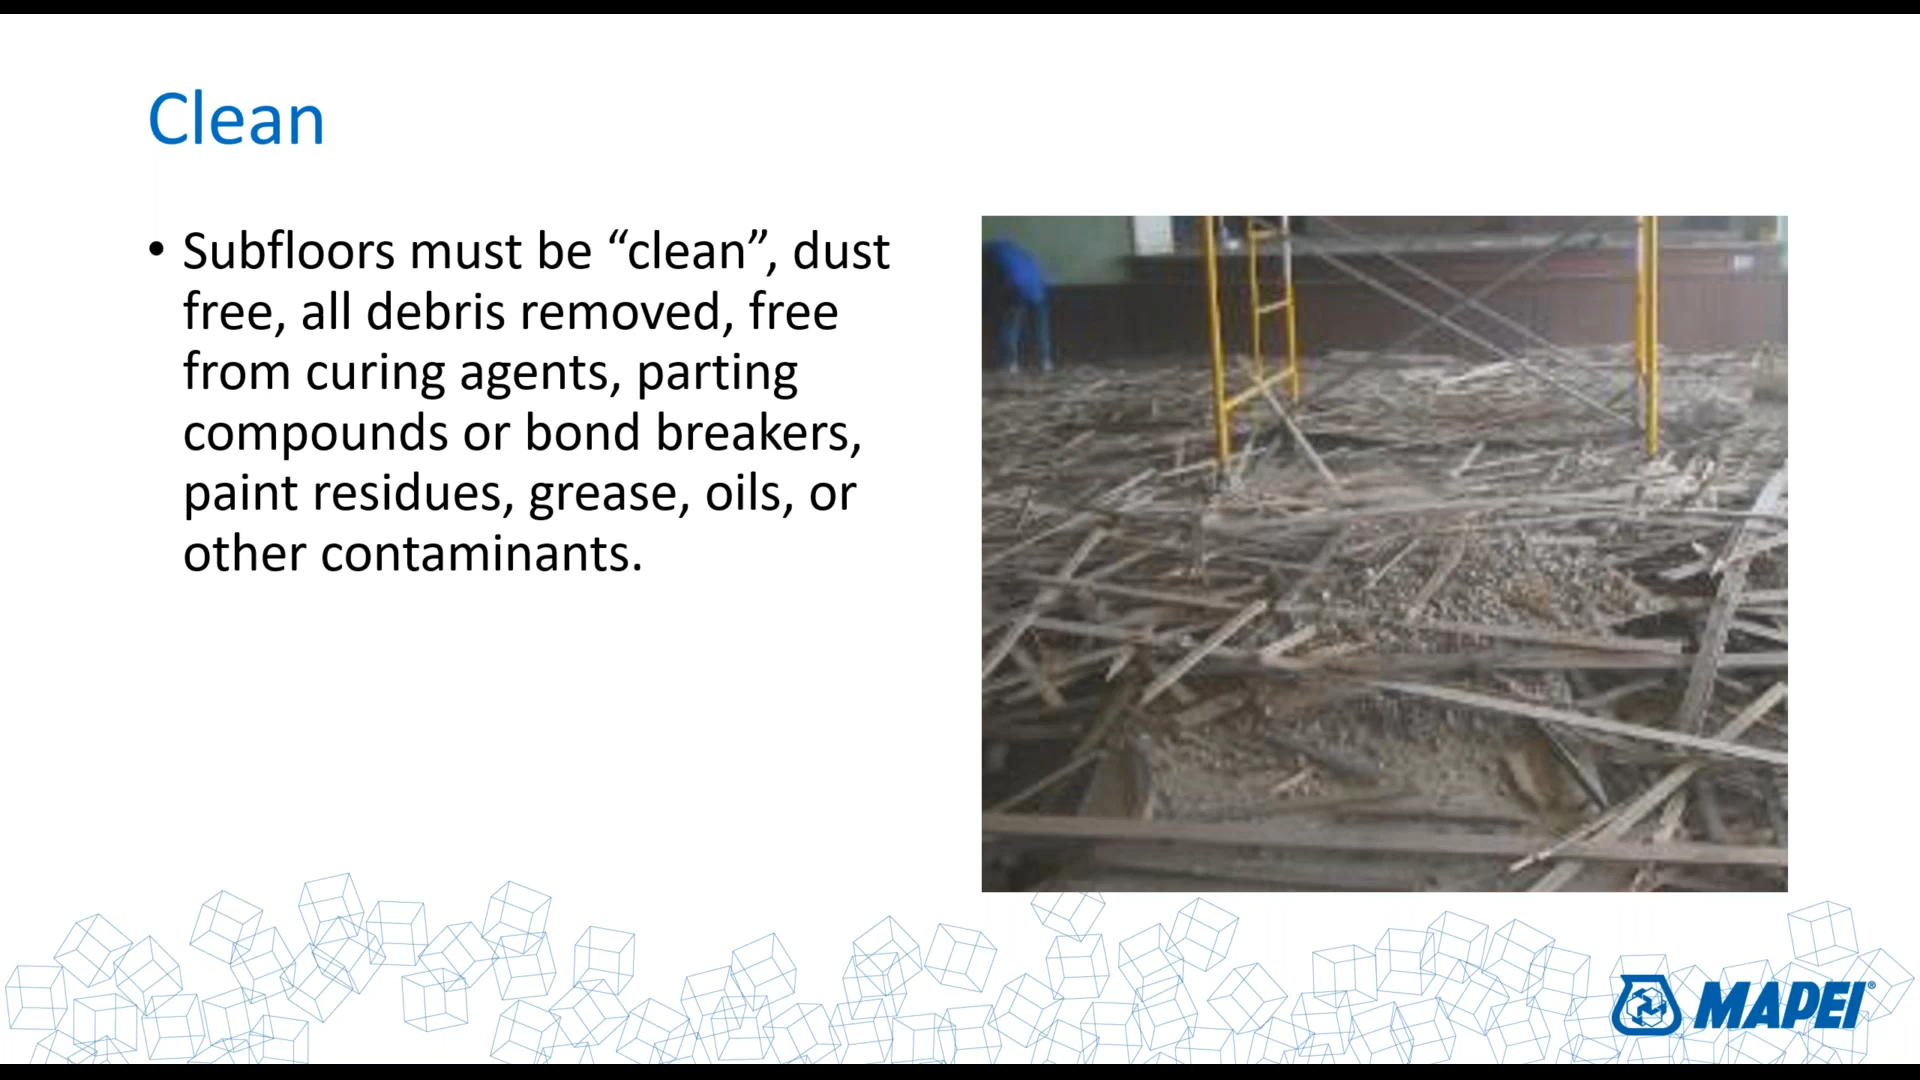 Clean
• Subfloors must be “clean”, dust
free, all debris removed, free
from curing agents, parting
compounds or bond breakers,
paint residues, grease, oils, or
other contaminants.
MAPEI®